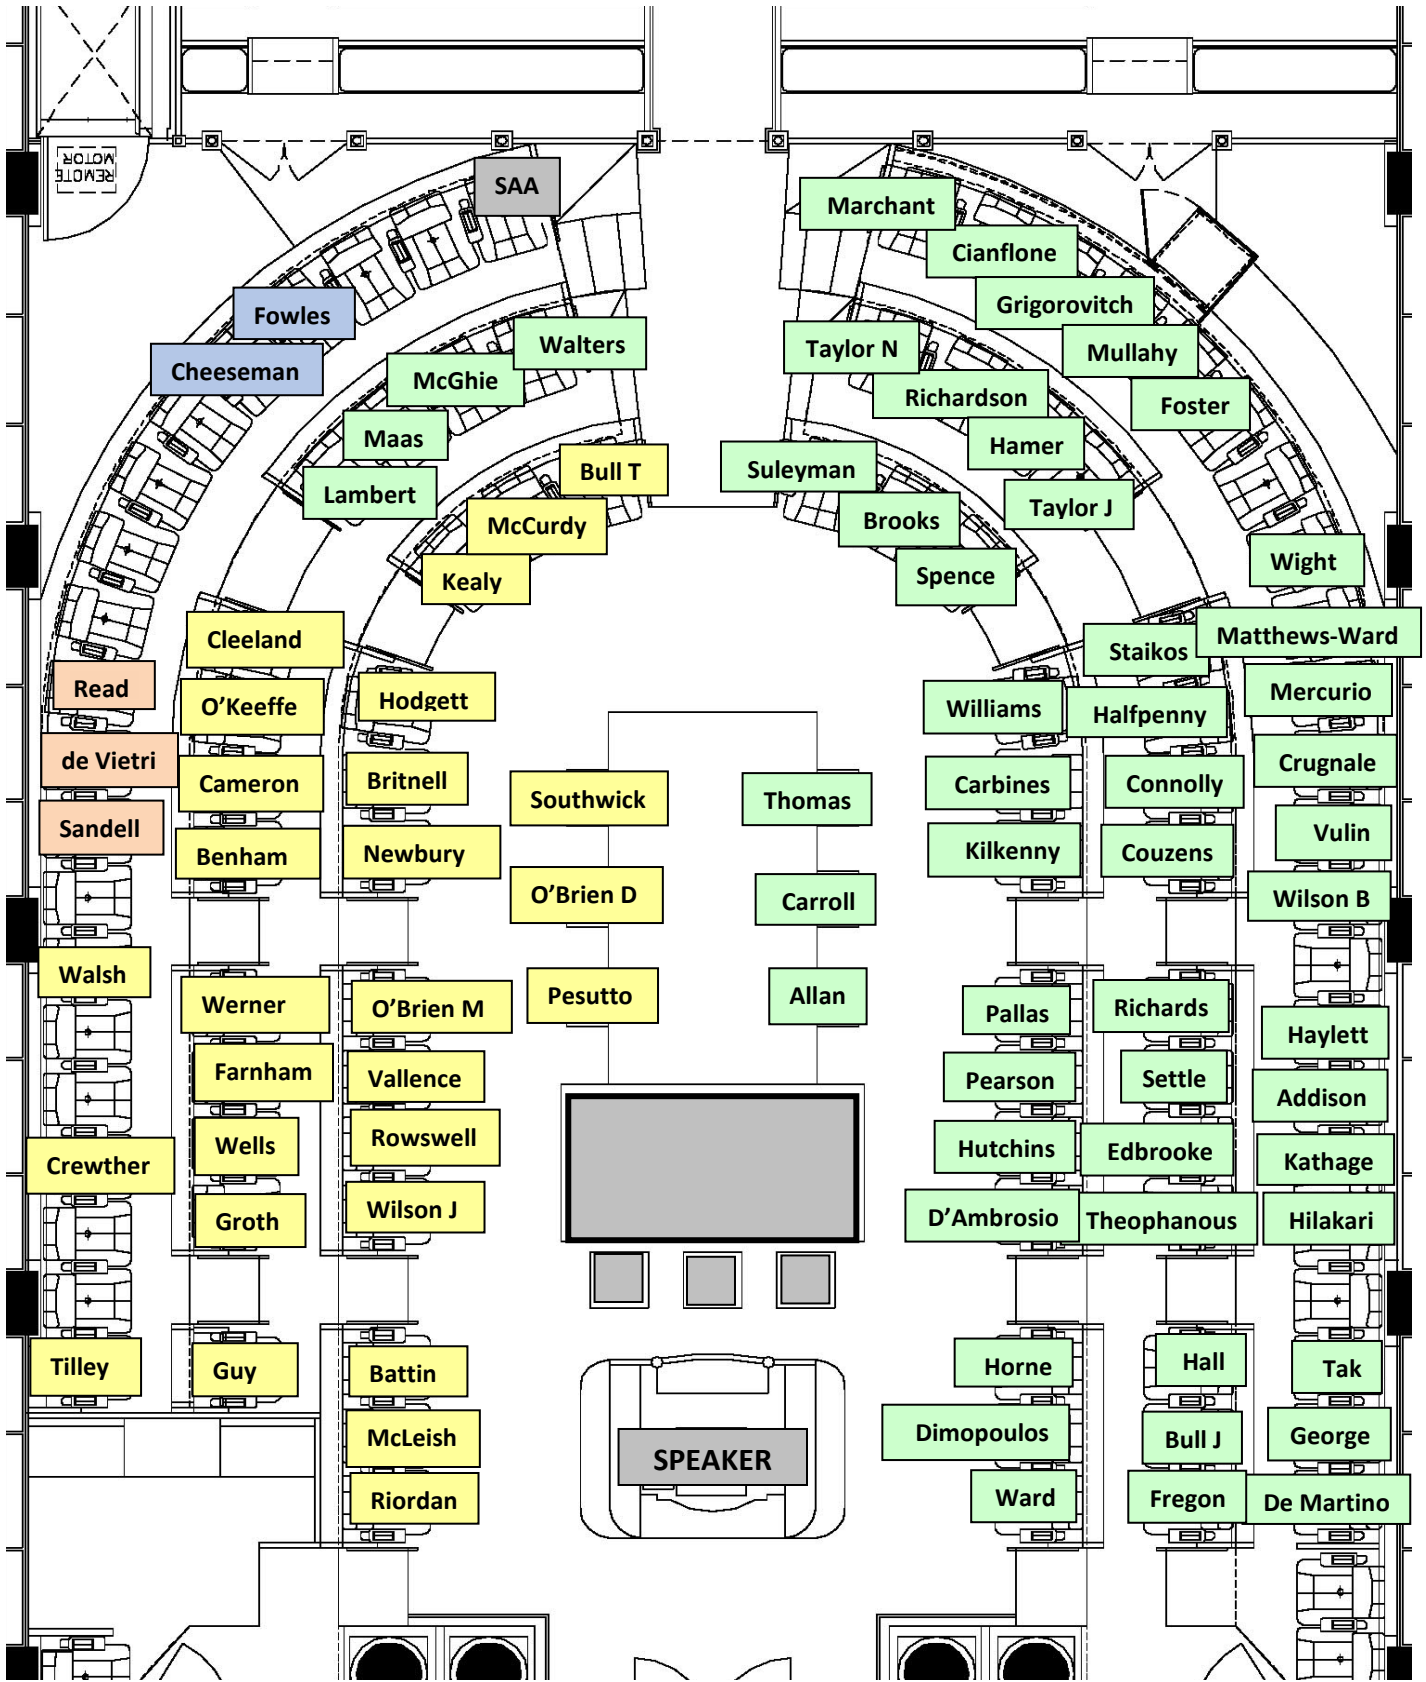 REMOTE
MOTOR
SAA
Marchant
Cianflone
Fowles
Grigorovitch
Cheeseman
Walters
Taylor N
Mullahy
McGhie
Richardson
Foster
Maas
Hamer
Lambert
Bull T
Suleyman
Taylor J
McCurdy
Brooks
Kealy
Spence
Wight
Cleeland
Staikos
Matthews-Ward
Read
O'Keeffe
Hodgett
Williams
Halfpenny
Mercurio
de Vietri
Cameron
Britnell
Southwick
Thomas
Carbines
Connolly
Crugnale
Sandell
Benham
Newbury
Kilkenny
Couzens
Vulin
O'Brien D
Carroll
Wilson B
Walsh
Werner
O'Brien M
Pesutto
Allan
Pallas
Richards
Haylett
Farnham
Vallence
Pearson
Settle
Addison
Crewther
Wells
Rowswell
Hutchins
Edbrooke
Kathage
Groth
Wilson J
D'Ambrosio
Theophanous
Hilakari
Tilley
Guy
Battin
Horne
Hall
Tak
McLeish
SPEAKER
Dimopoulos
Bull J
George
Riordan
Ward
Fregon
De Martino